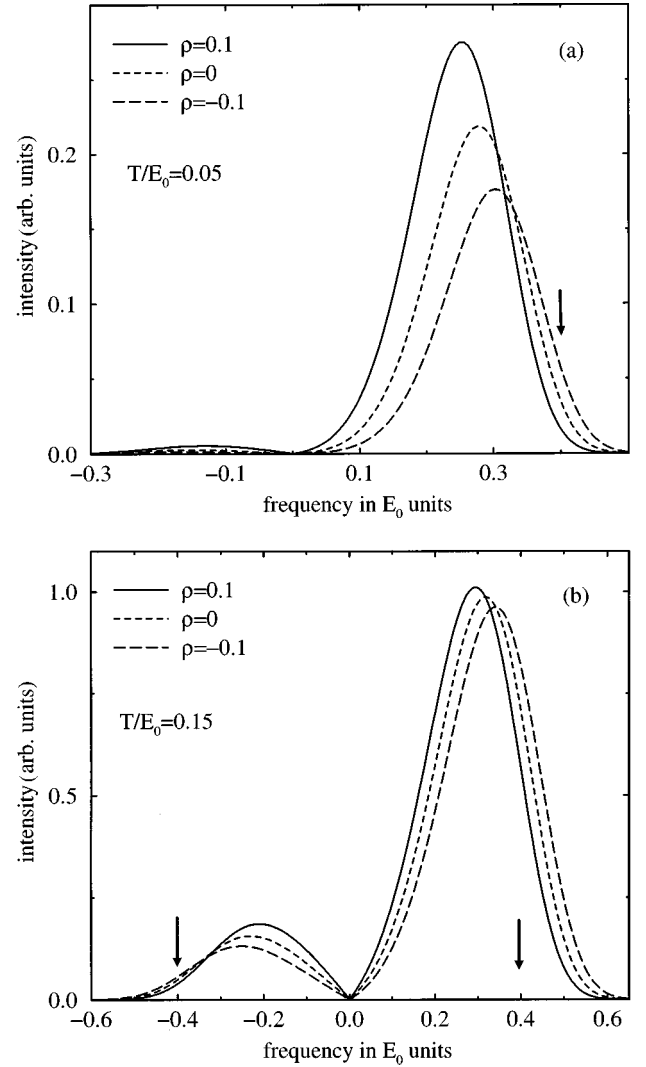 0.3
ρ=0.1
(a)
ρ=0
ρ=−0.1
0.2
T/E₀=0.05
intensity (arb. units)
0.1
0.0
−0.3
−0.1
0.1
0.3
frequency in E₀ units
1.0
ρ=0.1
(b)
ρ=0
ρ=−0.1
T/E₀=0.15
intensity (arb. units)
0.5
0.0
−0.6
−0.4
−0.2
0.0
0.2
0.4
0.6
frequency in E₀ units